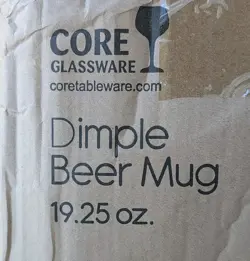 CORE
GLASSWARE
coretableware.com
Dimple
Beer Mug
19.25 oz.